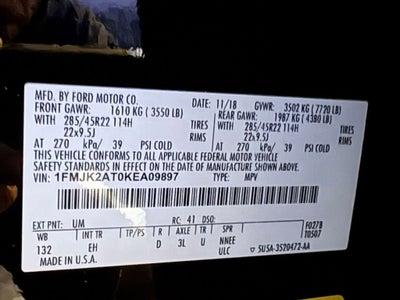 MFD. BY FORD MOTOR CO.
DATE: 11/18 GVWR: 3502 KG (7720 LB)
FRONT GAWR: 1610 KG (3550 LB) REAR GAWR: 1987 KG (4380 LB)
WITH 285/45R22 114H TIRES WITH 285/45R22 114H TIRES
22x9.5J RIMS 22x9.5J RIMS
AT 270 kPa/ 39 PSI COLD AT 270 kPa/ 39 PSI COLD
THIS VEHICLE CONFORMS TO ALL APPLICABLE FEDERAL MOTOR VEHICLE
SAFETY STANDARDS IN EFFECT ON THE DATE OF MANUFACTURE SHOWN ABOVE.
VIN: 1FMJK2AT0KEA09897 TYPE: MPV
EXT PNT: UM RC: 41 DSO: F0278
WB INT TR TP/PS R AXLE TR SPR T0507
132 EH D 3L U NNEE
ULC
MADE IN U.S.A. SU5A-3520472-AA